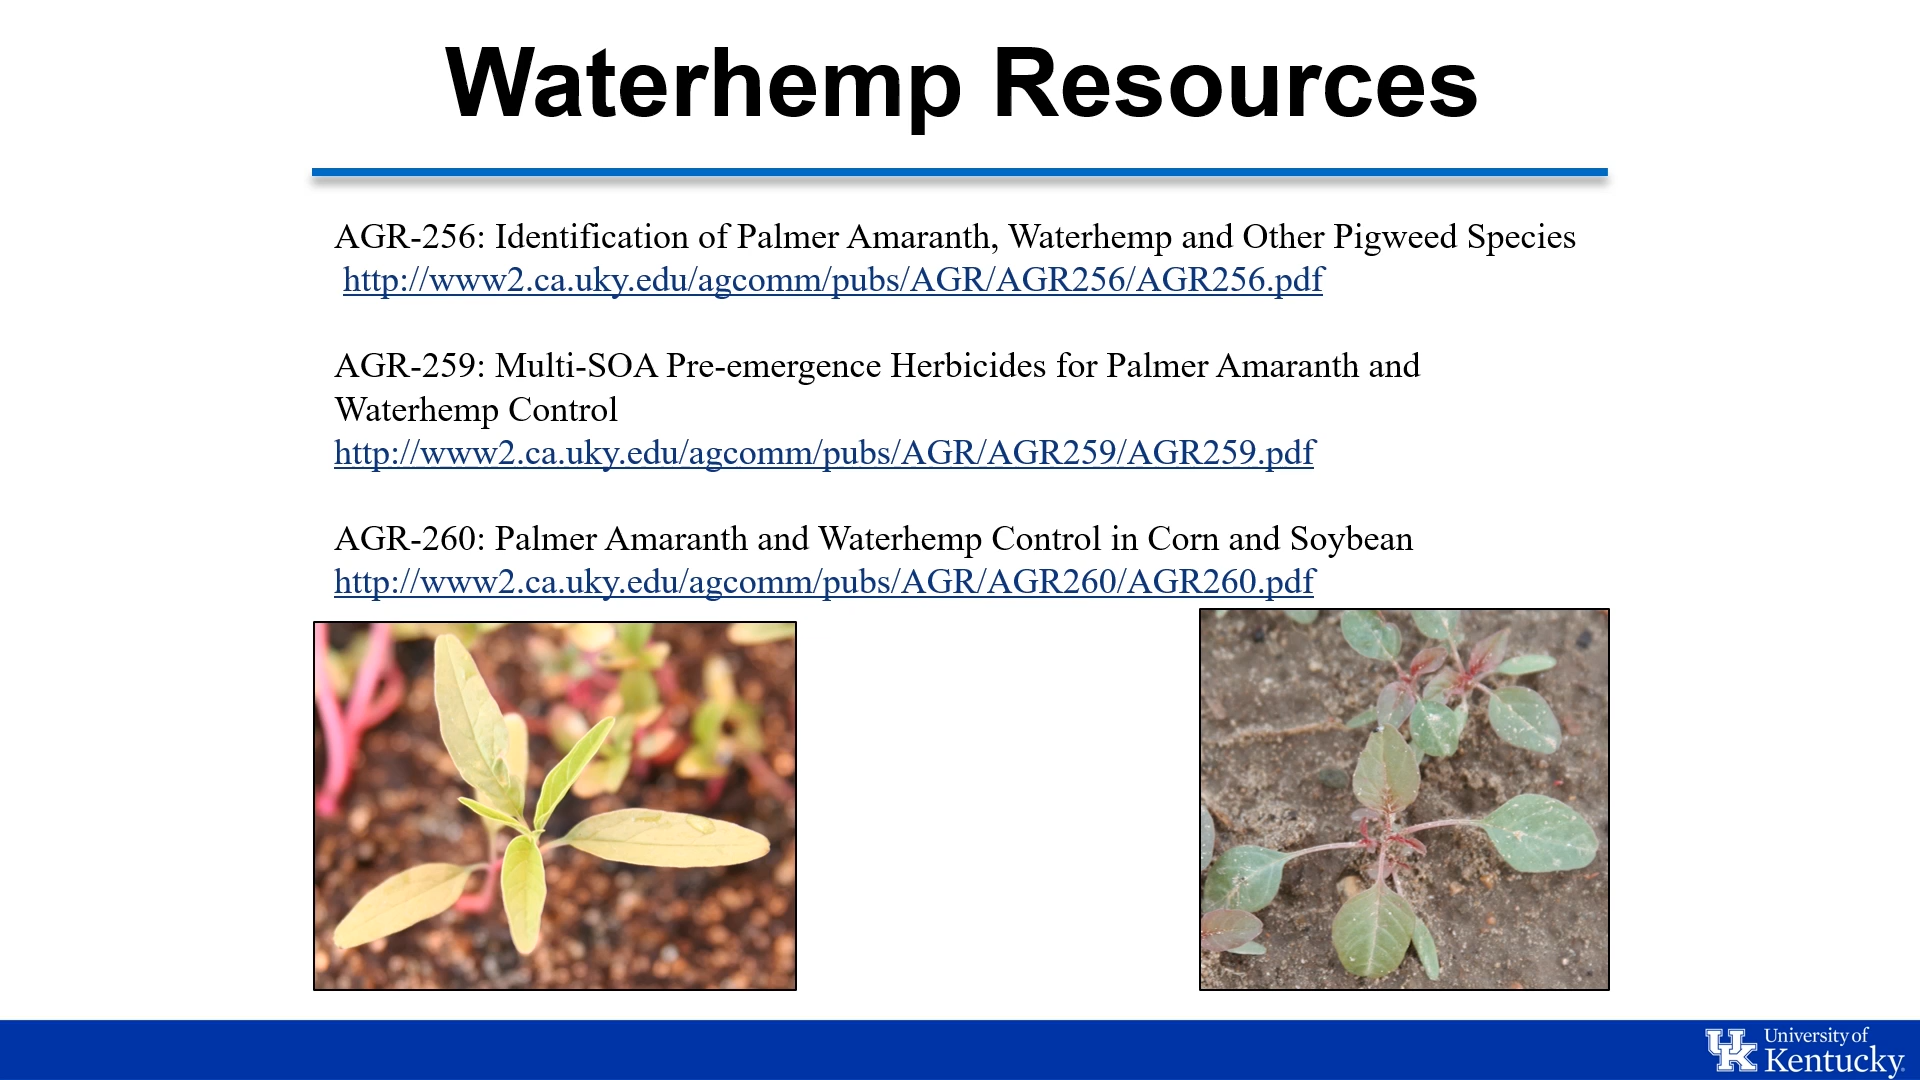 Waterhemp Resources
AGR-256: Identification of Palmer Amaranth, Waterhemp and Other Pigweed Species
http://www2.ca.uky.edu/agcomm/pubs/AGR/AGR256/AGR256.pdf
AGR-259: Multi-SOA Pre-emergence Herbicides for Palmer Amaranth and
Waterhemp Control
http://www2.ca.uky.edu/agcomm/pubs/AGR/AGR259/AGR259.pdf
AGR-260: Palmer Amaranth and Waterhemp Control in Corn and Soybean
http://www2.ca.uky.edu/agcomm/pubs/AGR/AGR260/AGR260.pdf
UK University of
Kentucky